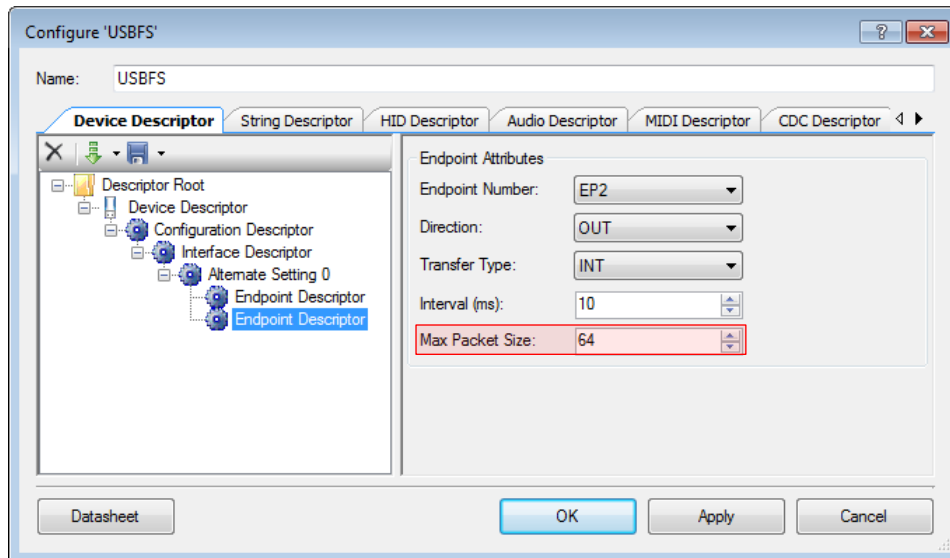 Configure 'USBFS'
Name: USBFS
Device Descriptor String Descriptor HID Descriptor Audio Descriptor MIDI Descriptor CDC Descriptor
Descriptor Root
Device Descriptor
Configuration Descriptor
Interface Descriptor
Alternate Setting 0
Endpoint Descriptor
Endpoint Descriptor
Endpoint Attributes
Endpoint Number: EP2
Direction: OUT
Transfer Type: INT
Interval (ms): 10
Max Packet Size: 64
Datasheet OK Apply Cancel